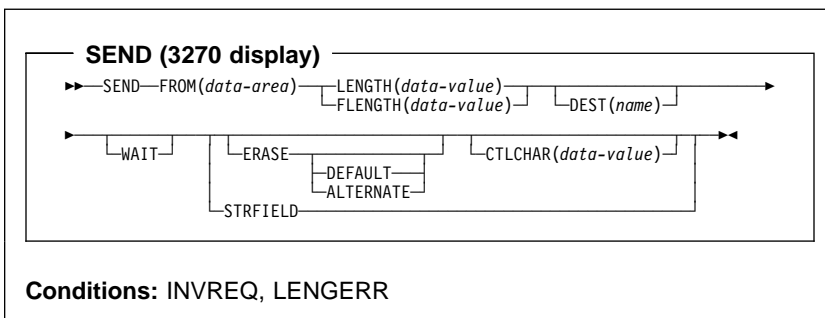 SEND (3270 display)
SEND FROM(data-area) LENGTH(data-value)
FLENGTH(data-value) DEST(name)
WAIT ERASE CTLCHAR(data-value)
DEFAULT
ALTERNATE
STRFIELD
Conditions: INVREQ, LENGERR